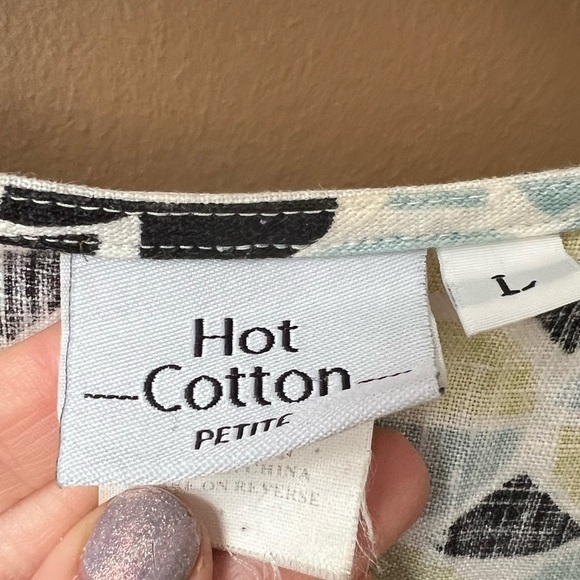 Hot
Cotton
PETITE
L
CHINA
ON REVERSE